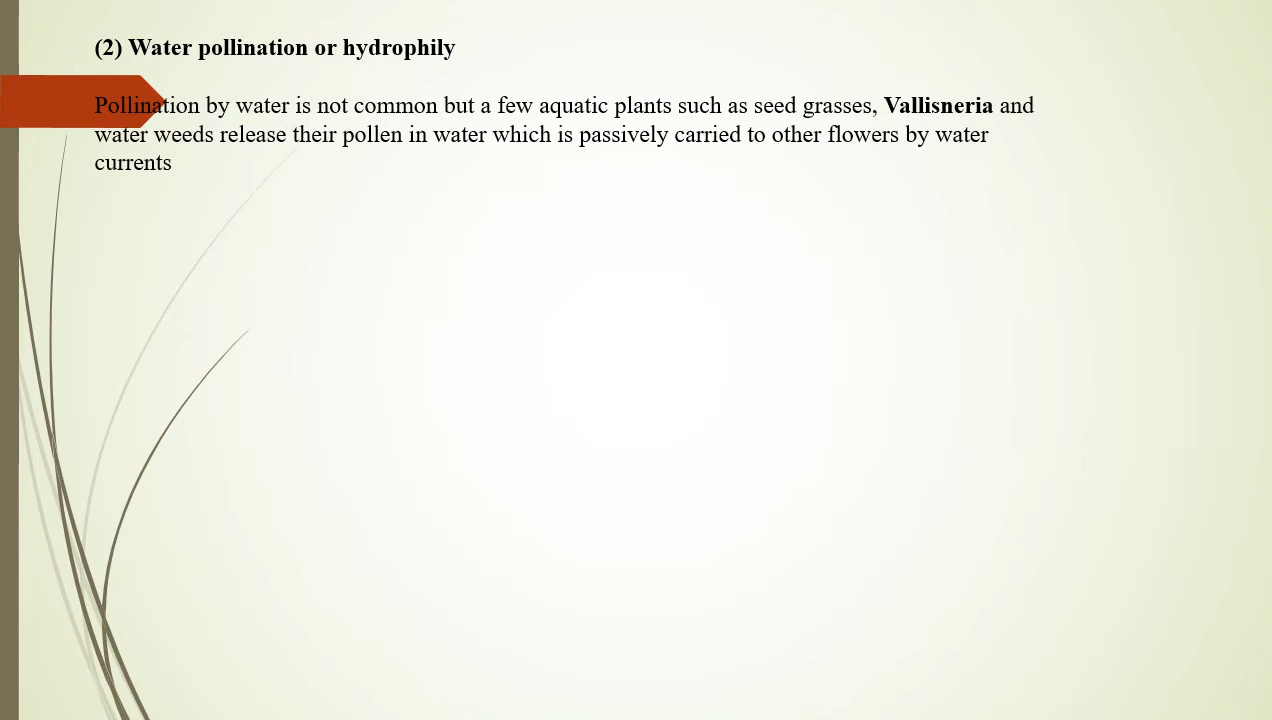 (2) Water pollination or hydrophily
Pollination by water is not common but a few aquatic plants such as seed grasses, Vallisneria and
water weeds release their pollen in water which is passively carried to other flowers by water
currents